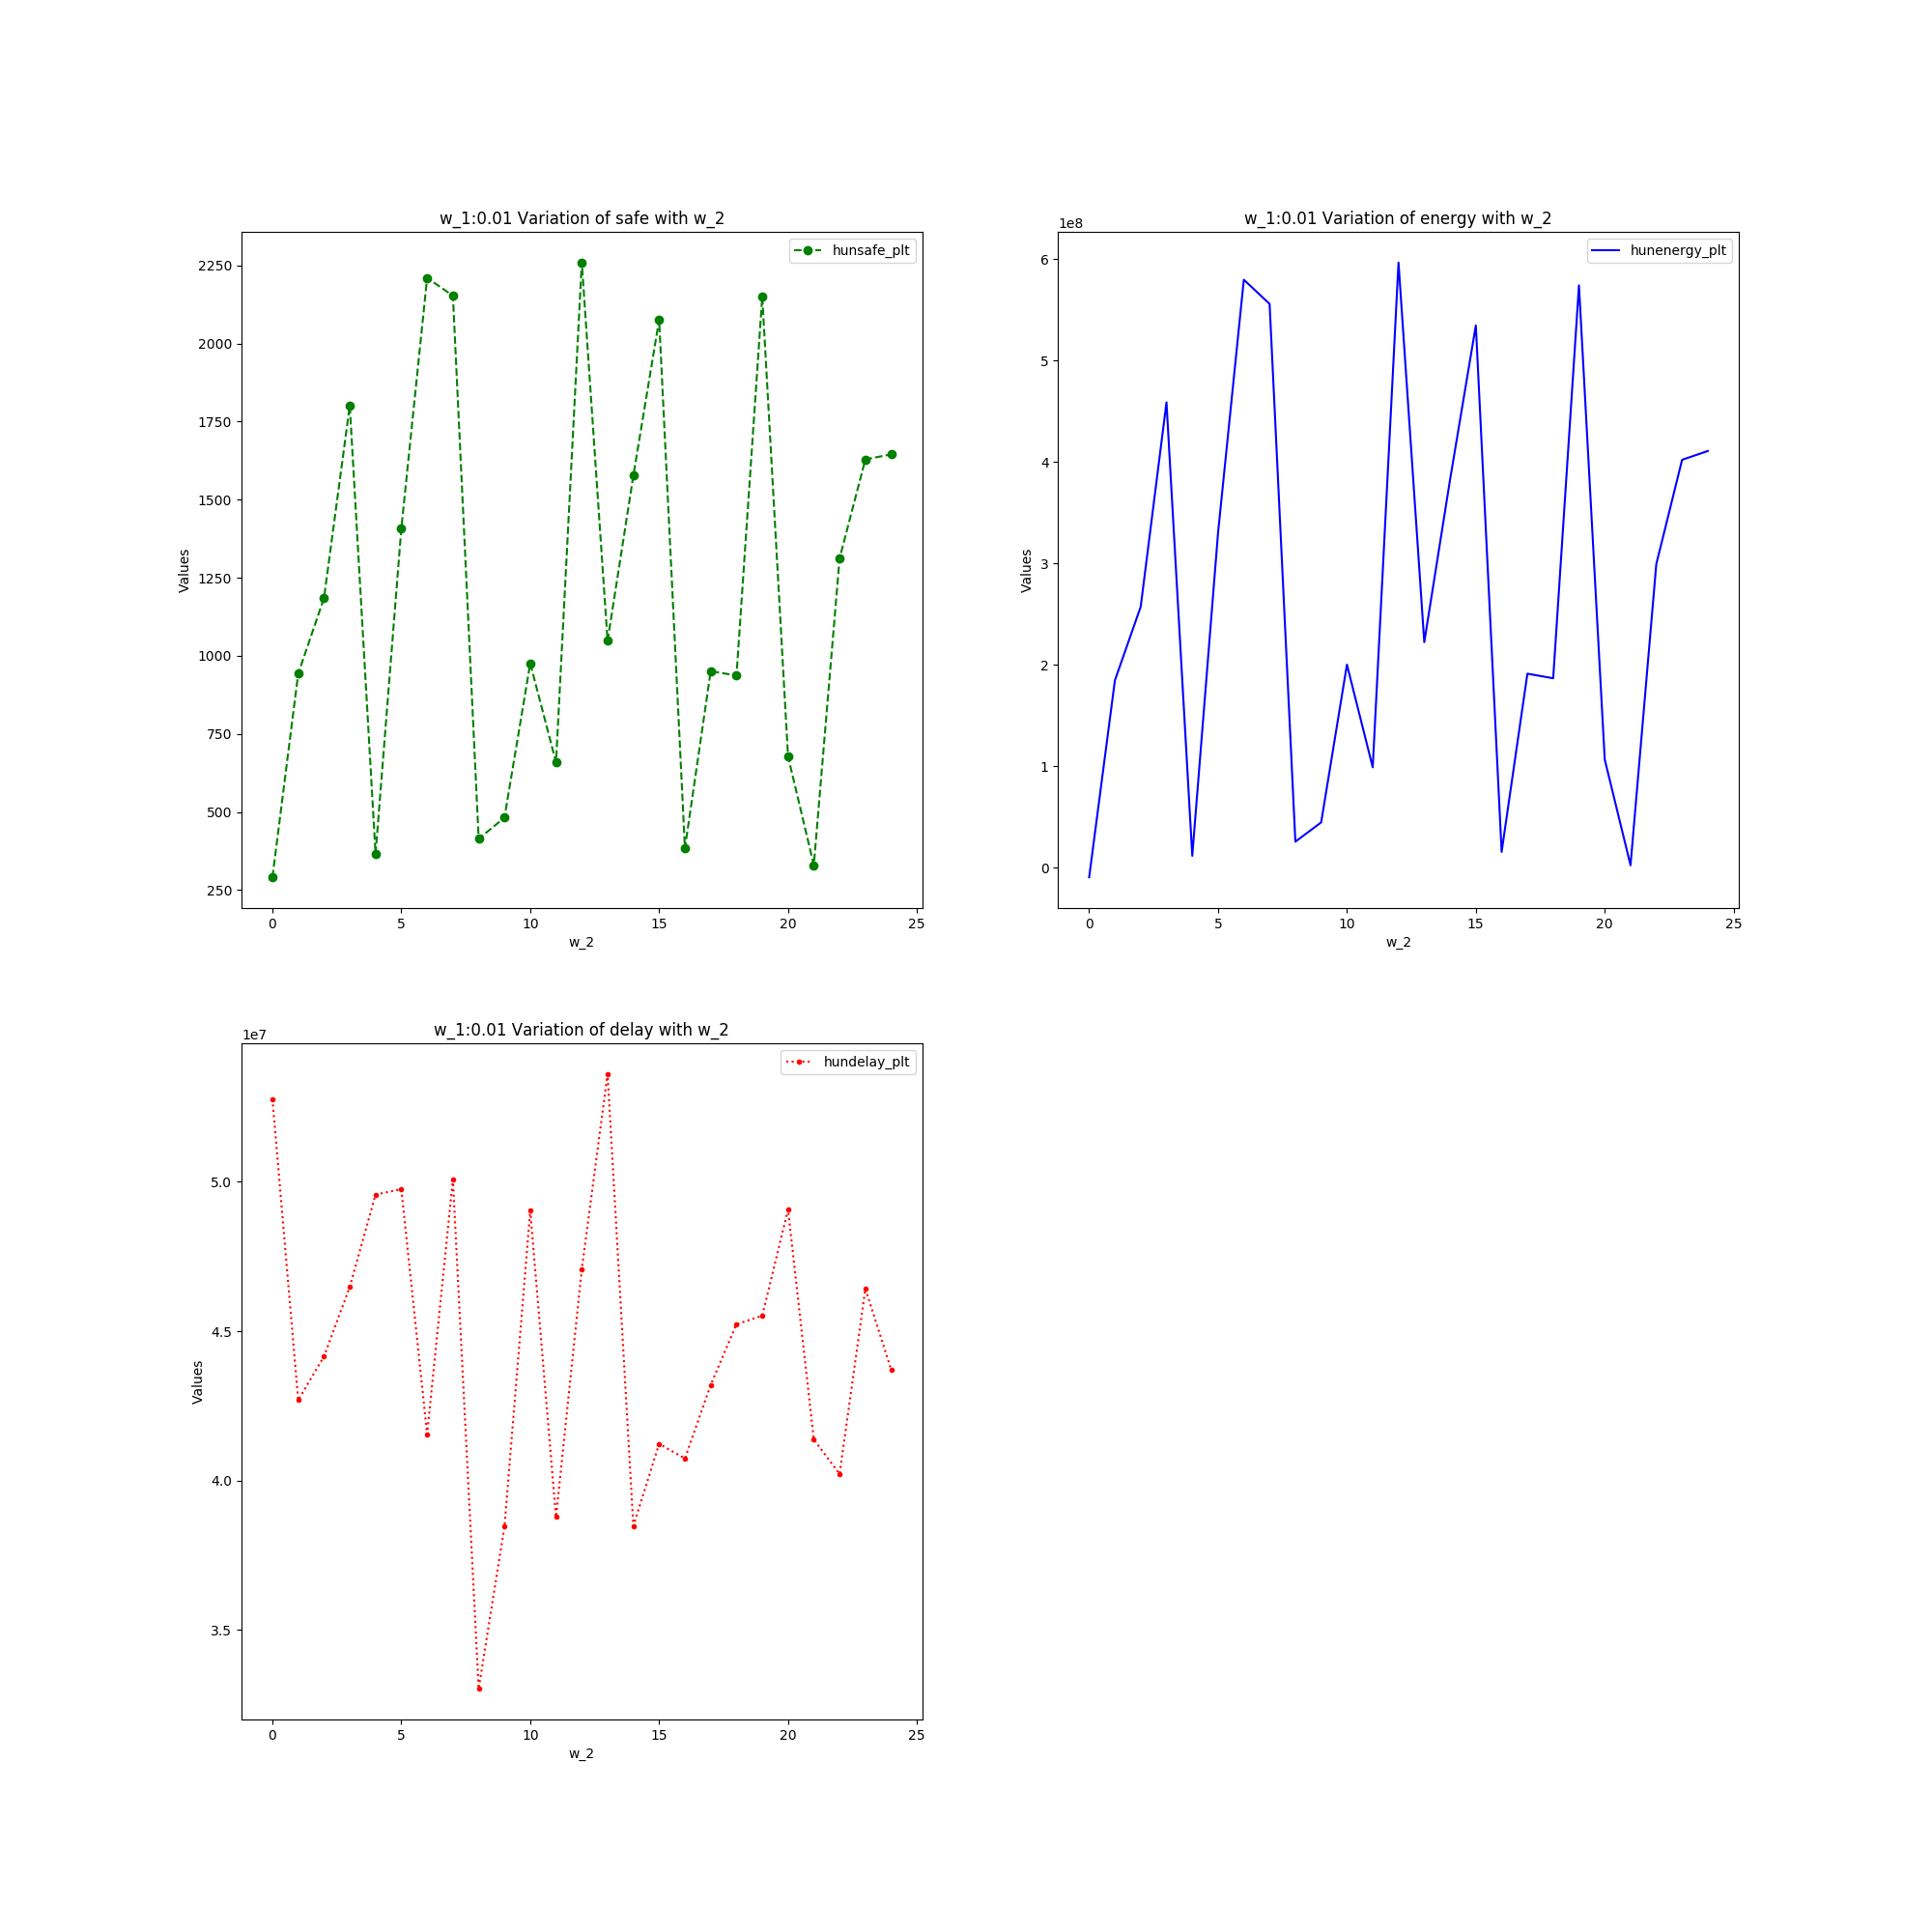 w_1:0.01 Variation of safe with w_2
hunsafe_plt
2250
2000
1750
1500
1250
1000
750
500
250
Values
0 5 10 15 20 25
w_2
w_1:0.01 Variation of energy with w_2
1e8
hunenergy_plt
6
5
4
3
2
1
0
Values
0 5 10 15 20 25
w_2
w_1:0.01 Variation of delay with w_2
1e7
hundelay_plt
5.0
4.5
4.0
3.5
Values
0 5 10 15 20 25
w_2